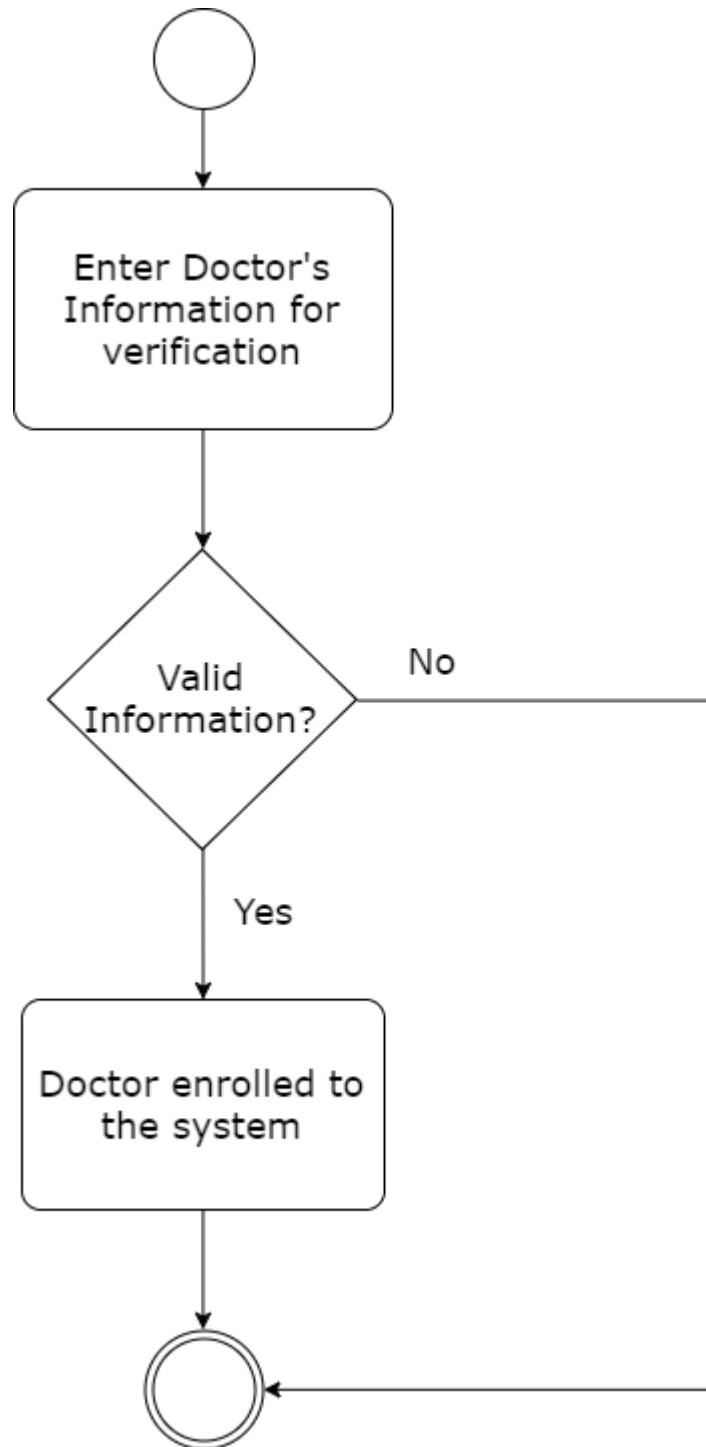 Enter Doctor's
Information for
verification
Valid
Information?
No
Yes
Doctor enrolled to
the system